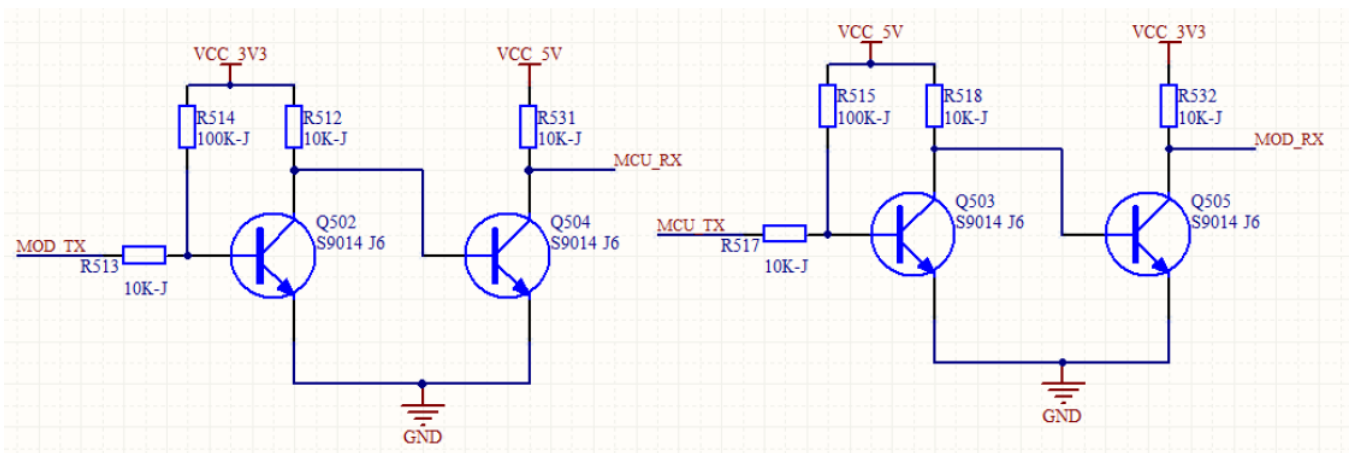 VCC_3V3
VCC_5V
R514
100K-J
R512
10K-J
R531
10K-J
MCU_RX
Q502
S9014 J6
Q504
S9014 J6
MOD_TX
R513
10K-J
GND
VCC_5V
VCC_3V3
R515
100K-J
R518
10K-J
R532
10K-J
MOD_RX
Q503
S9014 J6
Q505
S9014 J6
MCU_TX
R517
10K-J
GND